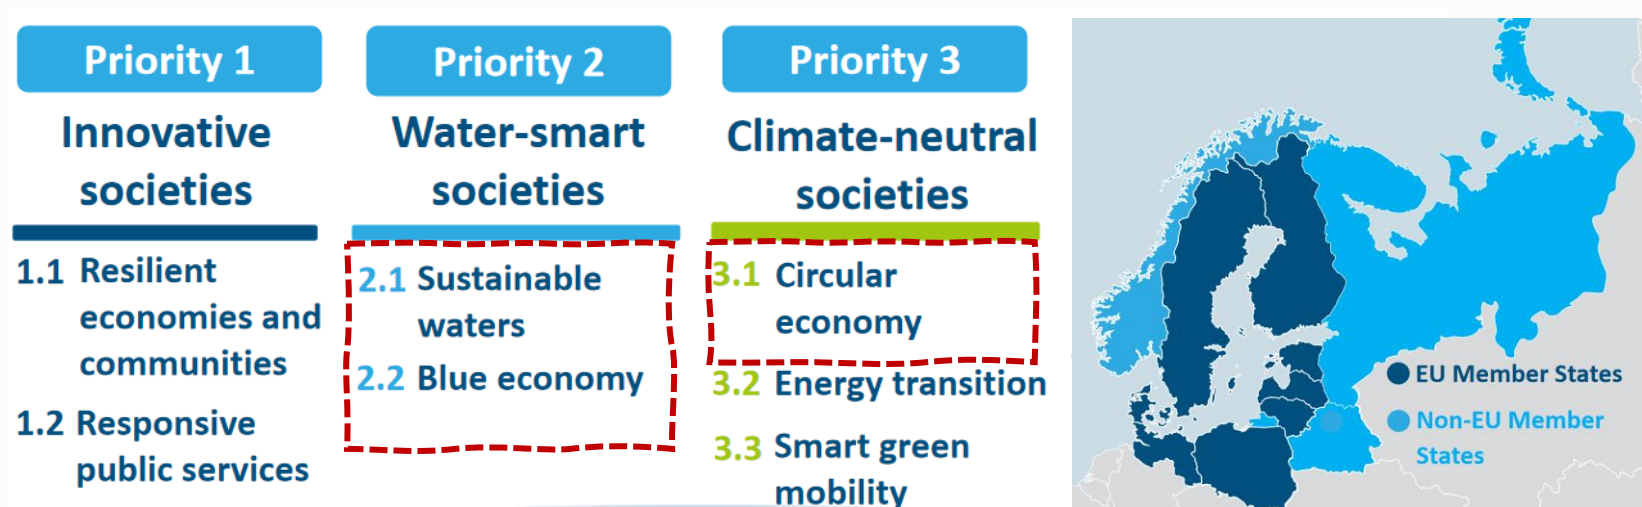 Priority 1
Innovative
societies
1.1 Resilient
economies and
communities
1.2 Responsive
public services
Priority 2
Water-smart
societies
2.1 Sustainable
waters
2.2 Blue economy
Priority 3
Climate-neutral
societies
3.1 Circular
economy
3.2 Energy transition
3.3 Smart green
mobility
EU Member States
Non-EU Member
States